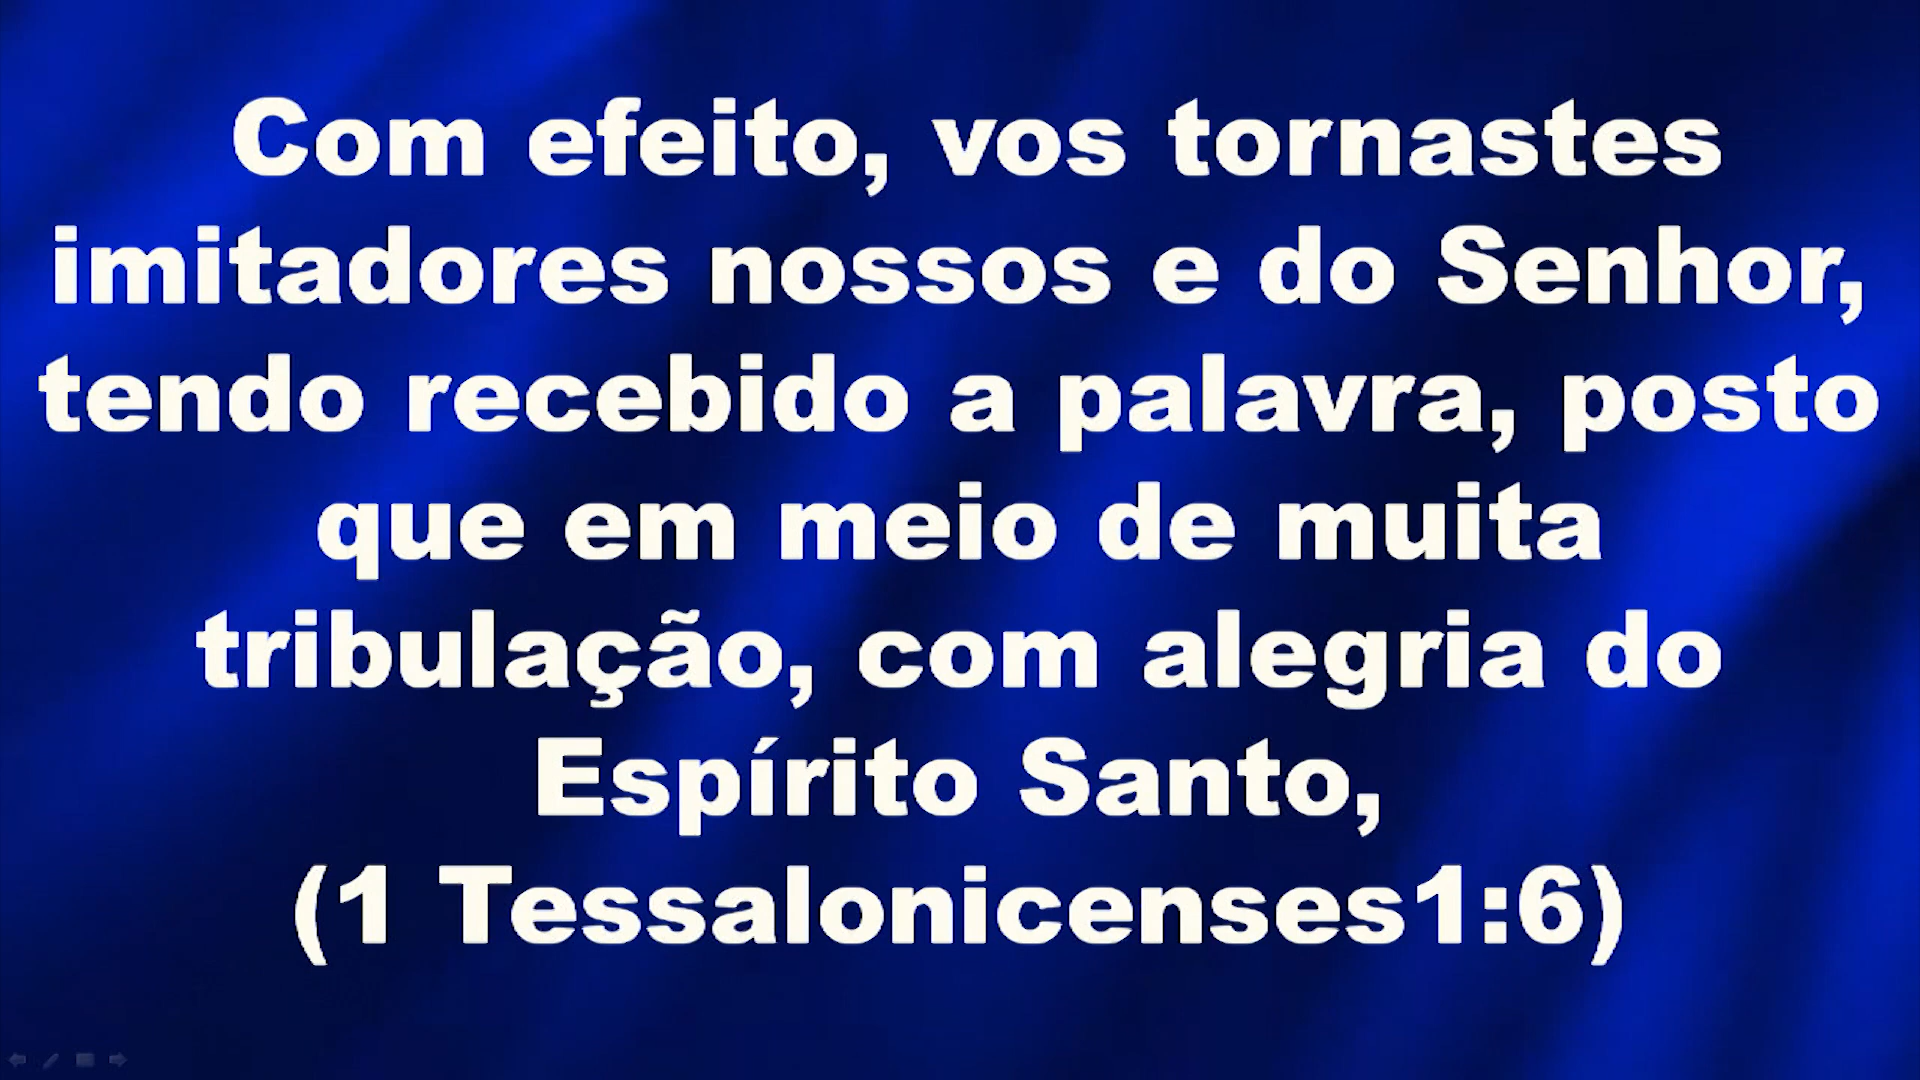 Com efeito, vos tornastes
imitadores nossos e do Senhor,
tendo recebido a palavra, posto
que em meio de muita
tribulação, com alegria do
Espírito Santo,
(1 Tessalonicenses1:6)